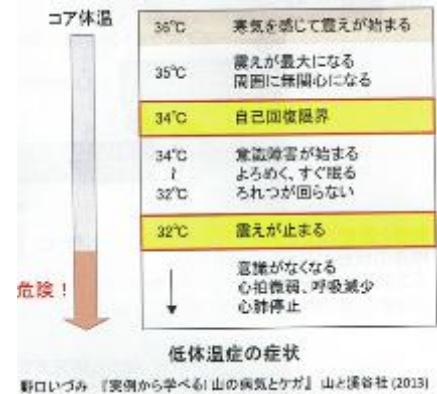 コア体温
36℃ 寒気を感じて震えが始まる
35℃ 震えが最大になる
周囲に無関心になる
34℃ 自己回復限界
34℃ 意識障害が始まる
～ よろめく、すぐ眠る
32℃ ろれつが回らない
32℃ 震えが止まる
意識がなくなる
心拍微弱、呼吸減少
心肺停止
危険！
低体温症の症状
野口いづみ 『実例から学べる! 山の病気とケガ』 山と溪谷社 (2013)